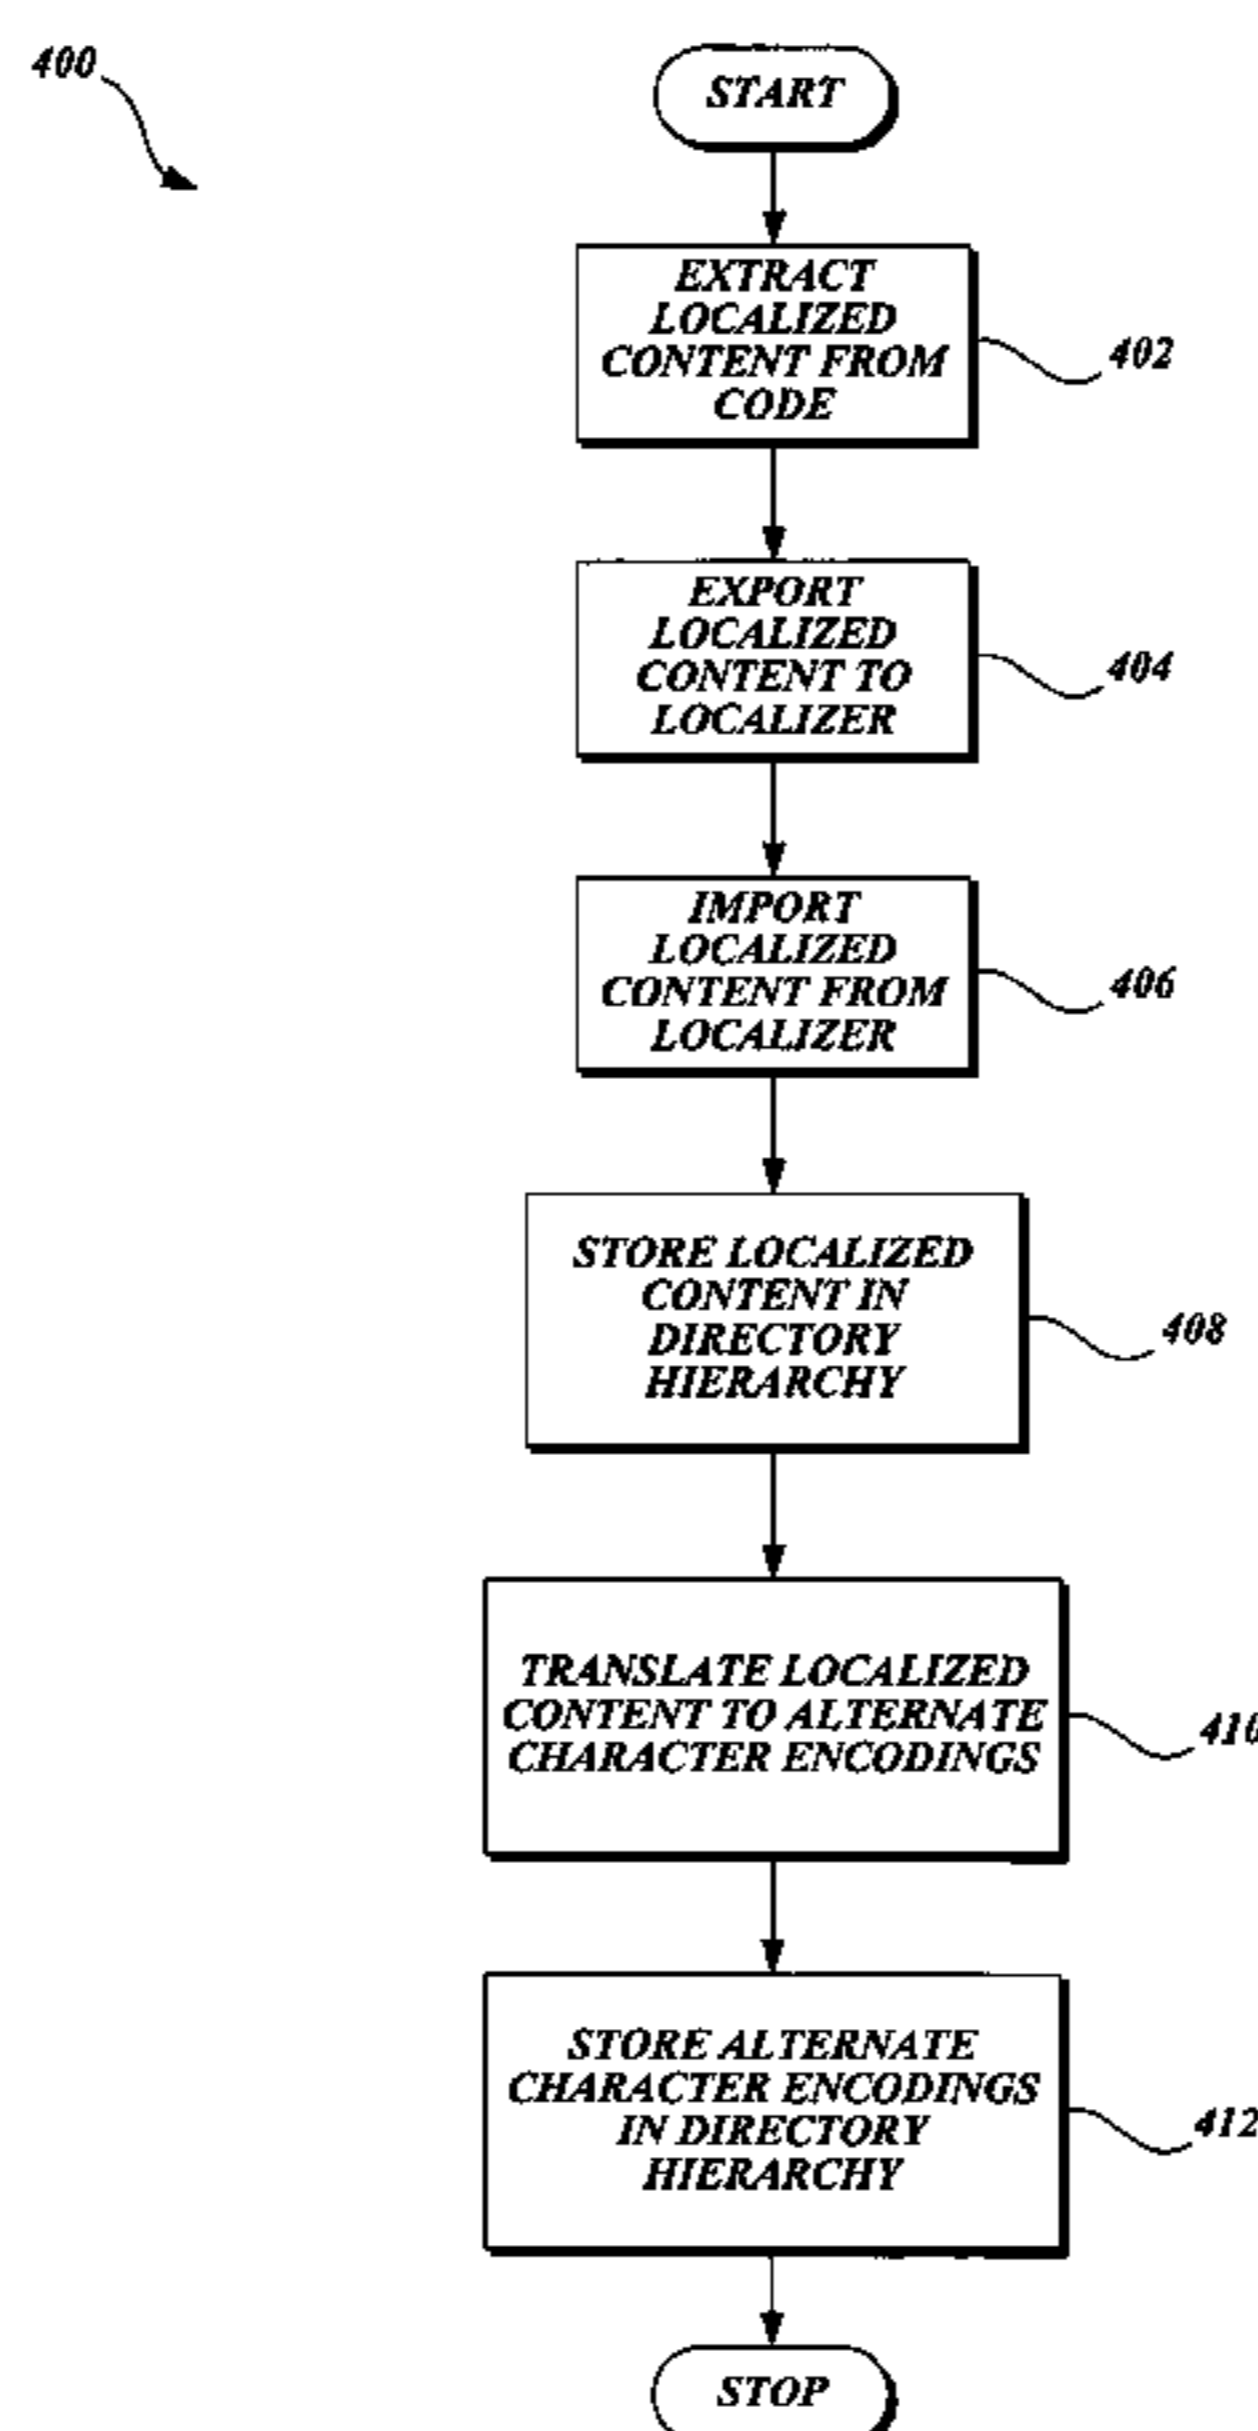 400
START
EXTRACT
LOCALIZED
CONTENT FROM
CODE
402
EXPORT
LOCALIZED
CONTENT TO
LOCALIZER
404
IMPORT
LOCALIZED
CONTENT FROM
LOCALIZER
406
STORE LOCALIZED
CONTENT IN
DIRECTORY
HIERARCHY
408
TRANSLATE LOCALIZED
CONTENT TO ALTERNATE
CHARACTER ENCODINGS
410
STORE ALTERNATE
CHARACTER ENCODINGS
IN DIRECTORY
HIERARCHY
412
STOP